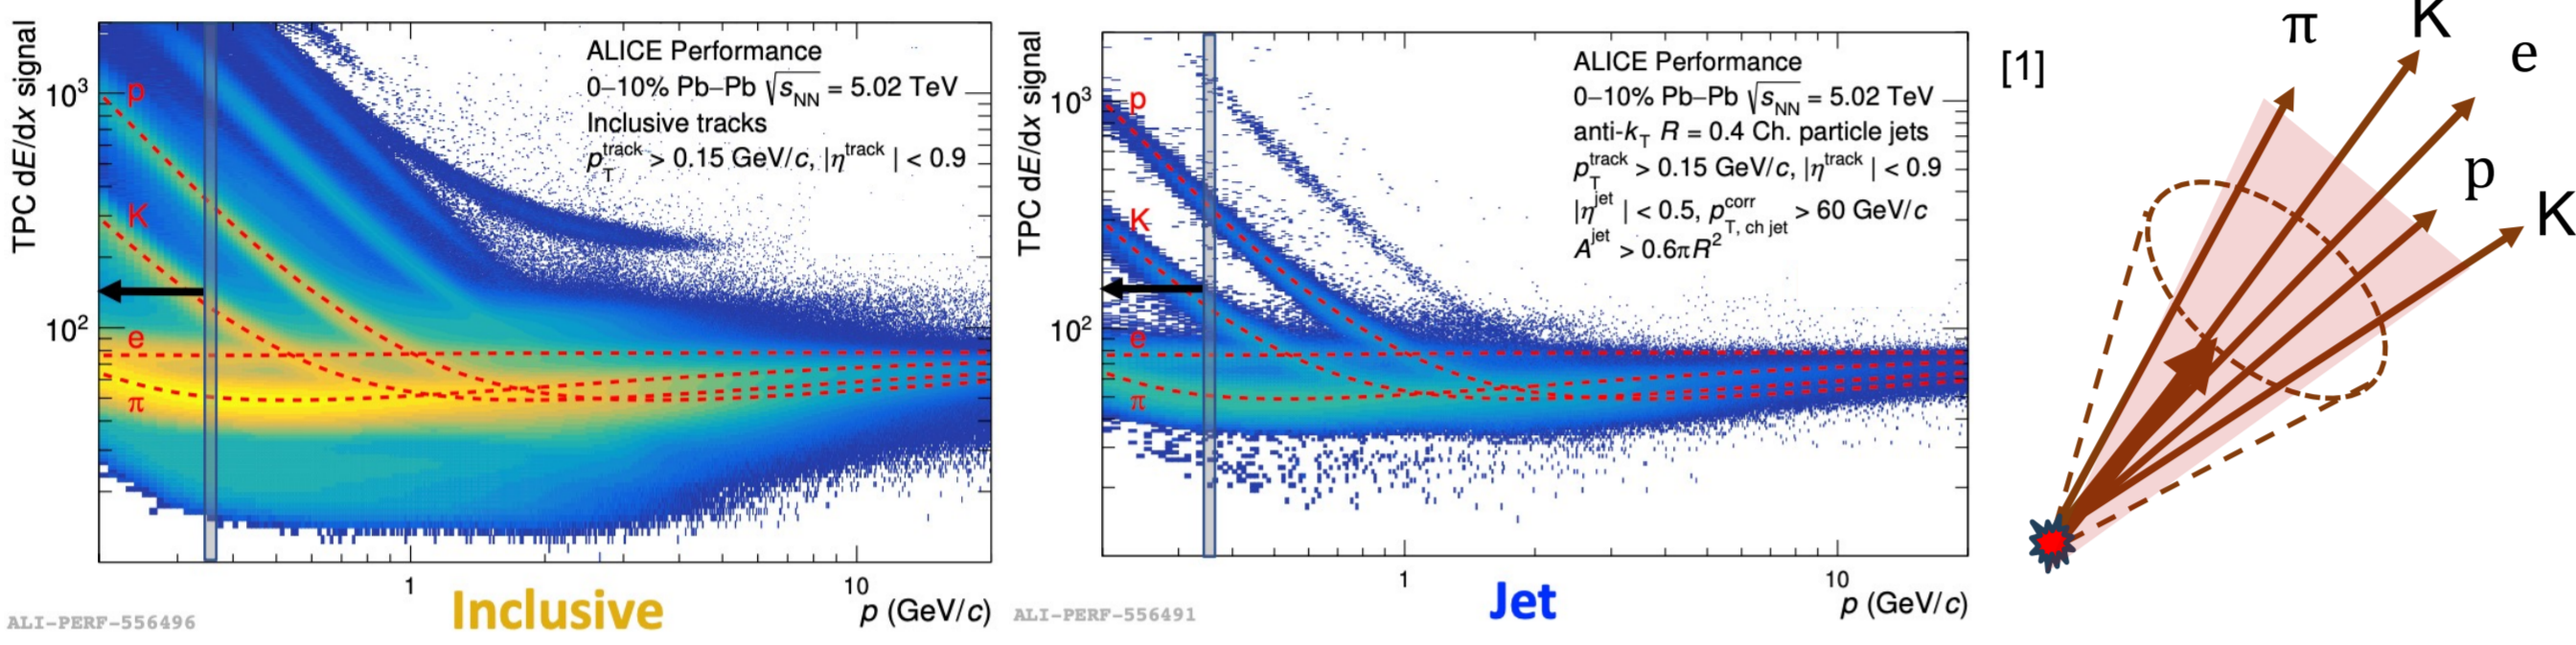 TPC dE/dx signal
10³
10²
p
K
e
π
ALICE Performance
0–10% Pb–Pb √sNN = 5.02 TeV
Inclusive tracks
pTtrack > 0.15 GeV/c, |ηtrack| < 0.9
1
10
p (GeV/c)
Inclusive
ALI-PERF-556496
TPC dE/dx signal
10³
10²
p
K
e
π
ALICE Performance
0–10% Pb–Pb √sNN = 5.02 TeV
anti-kT R = 0.4 Ch. particle jets
pTtrack > 0.15 GeV/c, |ηtrack| < 0.9
|ηjet| < 0.5, pT, ch jetcorr > 60 GeV/c
Ajet > 0.6πR²
1
10
p (GeV/c)
Jet
ALI-PERF-556491
[1]
π
K
e
p
K